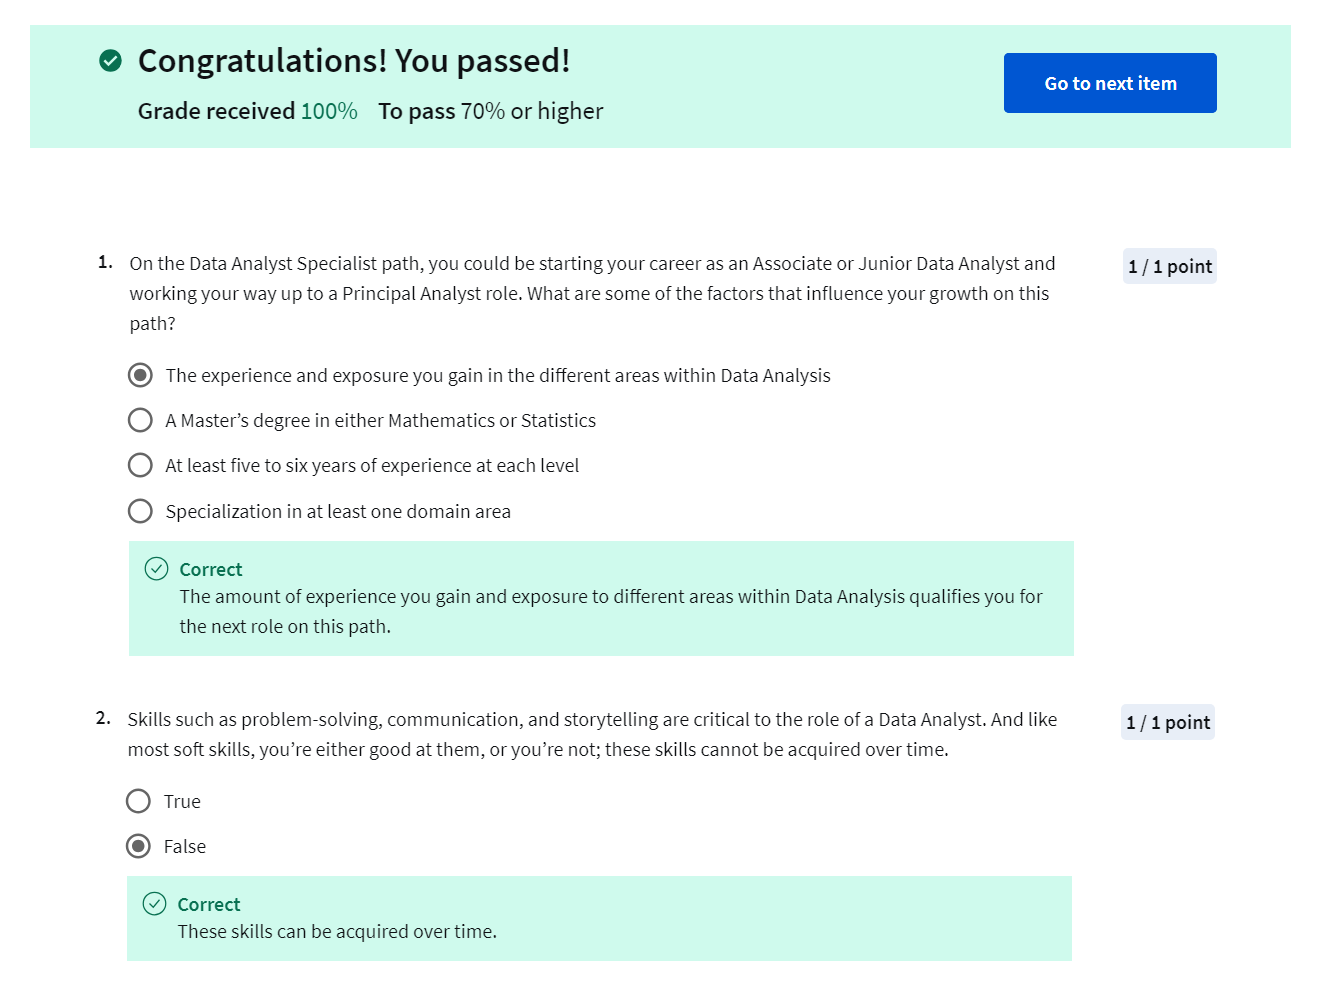 Congratulations! You passed!
Go to next item
Grade received 100% To pass 70% or higher
1. On the Data Analyst Specialist path, you could be starting your career as an Associate or Junior Data Analyst and
1 / 1 point
working your way up to a Principal Analyst role. What are some of the factors that influence your growth on this
path?
The experience and exposure you gain in the different areas within Data Analysis
A Master’s degree in either Mathematics or Statistics
At least five to six years of experience at each level
Specialization in at least one domain area
Correct
The amount of experience you gain and exposure to different areas within Data Analysis qualifies you for
the next role on this path.
2. Skills such as problem-solving, communication, and storytelling are critical to the role of a Data Analyst. And like
1 / 1 point
most soft skills, you’re either good at them, or you’re not; these skills cannot be acquired over time.
True
False
Correct
These skills can be acquired over time.